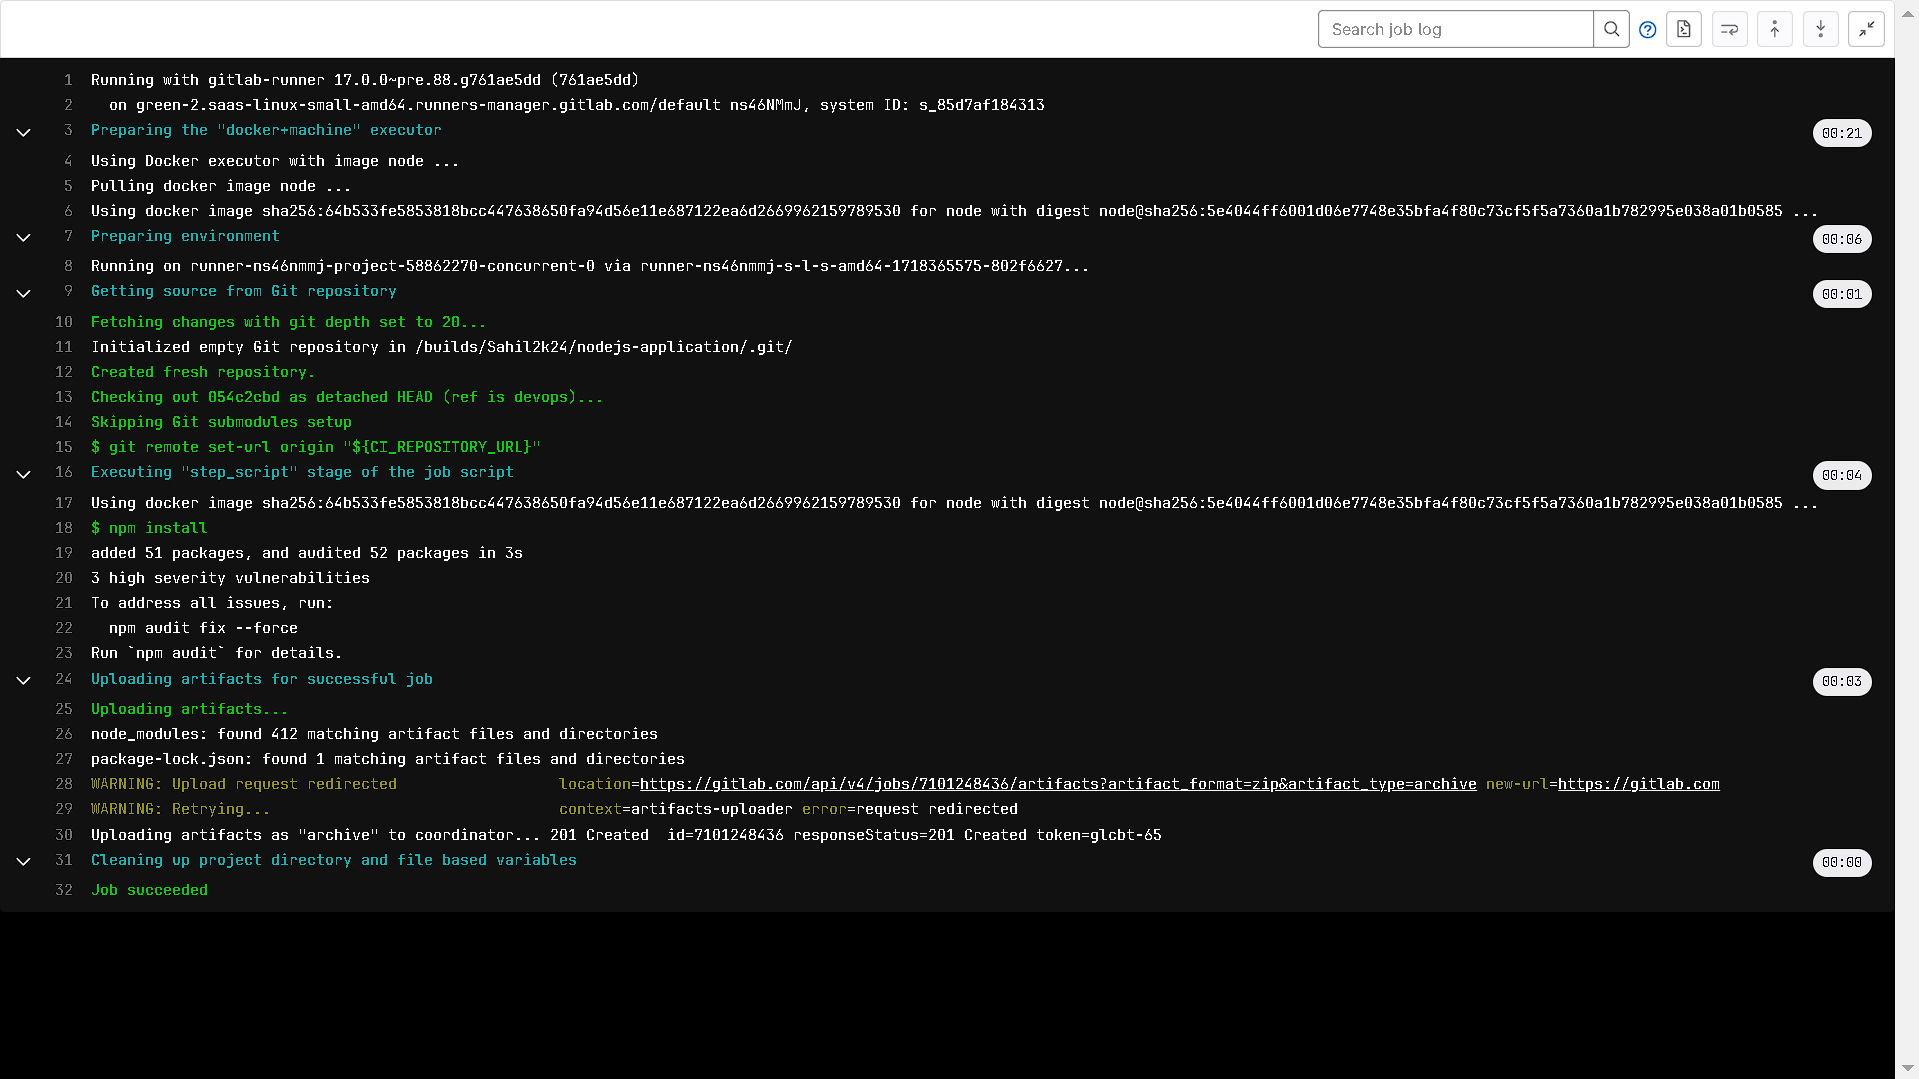 Search job log
1 Running with gitlab-runner 17.0.0~pre.88.g761ae5dd (761ae5dd)
2 on green-2.saas-linux-small-amd64.runners-manager.gitlab.com/default ns46NMmJ, system ID: s_85d7af184313
3 Preparing the "docker+machine" executor 00:21
4 Using Docker executor with image node ...
5 Pulling docker image node ...
6 Using docker image sha256:64b533fe5853818bcc447638650fa94d56e11e687122ea6d2669962159789530 for node with digest node@sha256:5e4044ff6001d06e7748e35bfa4f80c73cf5f5a7360a1b782995e038a01b0585 ...
7 Preparing environment 00:06
8 Running on runner-ns46nmmj-project-58862270-concurrent-0 via runner-ns46nmmj-s-l-s-amd64-1718365575-802f6627...
9 Getting source from Git repository 00:01
10 Fetching changes with git depth set to 20...
11 Initialized empty Git repository in /builds/Sahil2k24/nodejs-application/.git/
12 Created fresh repository.
13 Checking out 054c2cbd as detached HEAD (ref is devops)...
14 Skipping Git submodules setup
15 $ git remote set-url origin "${CI_REPOSITORY_URL}"
16 Executing "step_script" stage of the job script 00:04
17 Using docker image sha256:64b533fe5853818bcc447638650fa94d56e11e687122ea6d2669962159789530 for node with digest node@sha256:5e4044ff6001d06e7748e35bfa4f80c73cf5f5a7360a1b782995e038a01b0585 ...
18 $ npm install
19 added 51 packages, and audited 52 packages in 3s
20 3 high severity vulnerabilities
21 To address all issues, run:
22 npm audit fix --force
23 Run `npm audit` for details.
24 Uploading artifacts for successful job 00:03
25 Uploading artifacts...
26 node_modules: found 412 matching artifact files and directories
27 package-lock.json: found 1 matching artifact files and directories
28 WARNING: Upload request redirected location=https://gitlab.com/api/v4/jobs/7101248436/artifacts?artifact_format=zip&artifact_type=archive new-url=https://gitlab.com
29 WARNING: Retrying... context=artifacts-uploader error=request redirected
30 Uploading artifacts as "archive" to coordinator... 201 Created id=7101248436 responseStatus=201 Created token=glcbt-65
31 Cleaning up project directory and file based variables 00:00
32 Job succeeded